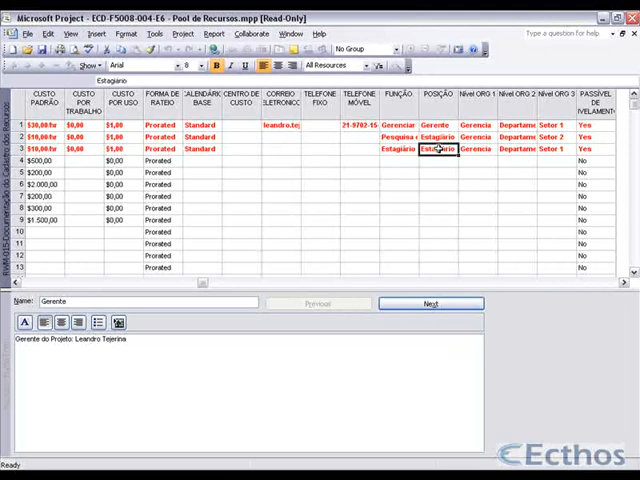 Microsoft Project - ECD-F5008-004-E6 - Pool de Recursos.mpp [Read-Only]
File Edit View Insert Format Tools Project Report Collaborate Window Help Type a question for help
No Group
Show Arial 8 B I U All Resources
Estagiário
CUSTO PADRÃO CUSTO POR TRABALHO CUSTO POR USO FORMA DE RATEIO CALENDÁRIO BASE CENTRO DE CUSTO CORREIO ELETRONICO TELEFONE FIXO TELEFONE MÓVEL FUNÇÃO POSIÇÃO Nível ORG 1 Nível ORG 2 Nível ORG 3 PASSÍVEL DE
1 $30,00/hr $0,00 $1,00 Prorated Standard leandro.tej 21-9702-15 Gerenciar Gerente Gerencia Departame Setor 1 Yes
2 $10,00/hr $0,00 $1,00 Prorated Standard Pesquisa e Estagiário Gerencia Departame Setor 2 Yes
3 $10,00/hr $0,00 $1,00 Prorated Standard Estagiário Estagiário Gerencia Departame Setor 1 Yes
4 $500,00 $0,00 Prorated No
5 $200,00 $0,00 Prorated No
6 $2.000,00 $0,00 Prorated No
7 $200,00 $0,00 Prorated No
8 $300,00 $0,00 Prorated No
9 $1.500,00 $0,00 Prorated No
10 Prorated No
11 Prorated No
12 Prorated No
13 Prorated No
Name: Gerente Previous Next
Gerente do Projeto: Leandro Tejerina
Ready
Ecthos